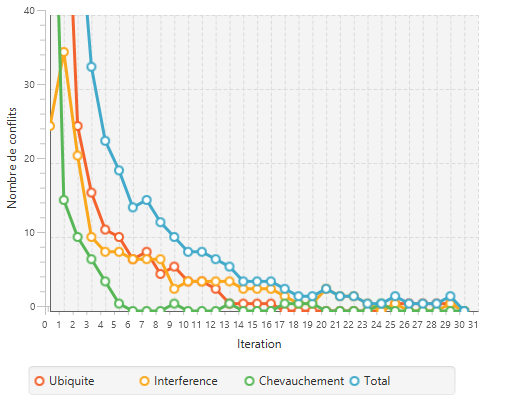 40
30
20
10
0
Nombre de conflits
0 1 2 3 4 5 6 7 8 9 10 11 12 13 14 15 16 17 18 19 20 21 22 23 24 25 26 27 28 29 30 31
Iteration
Ubiquite Interference Chevauchement Total